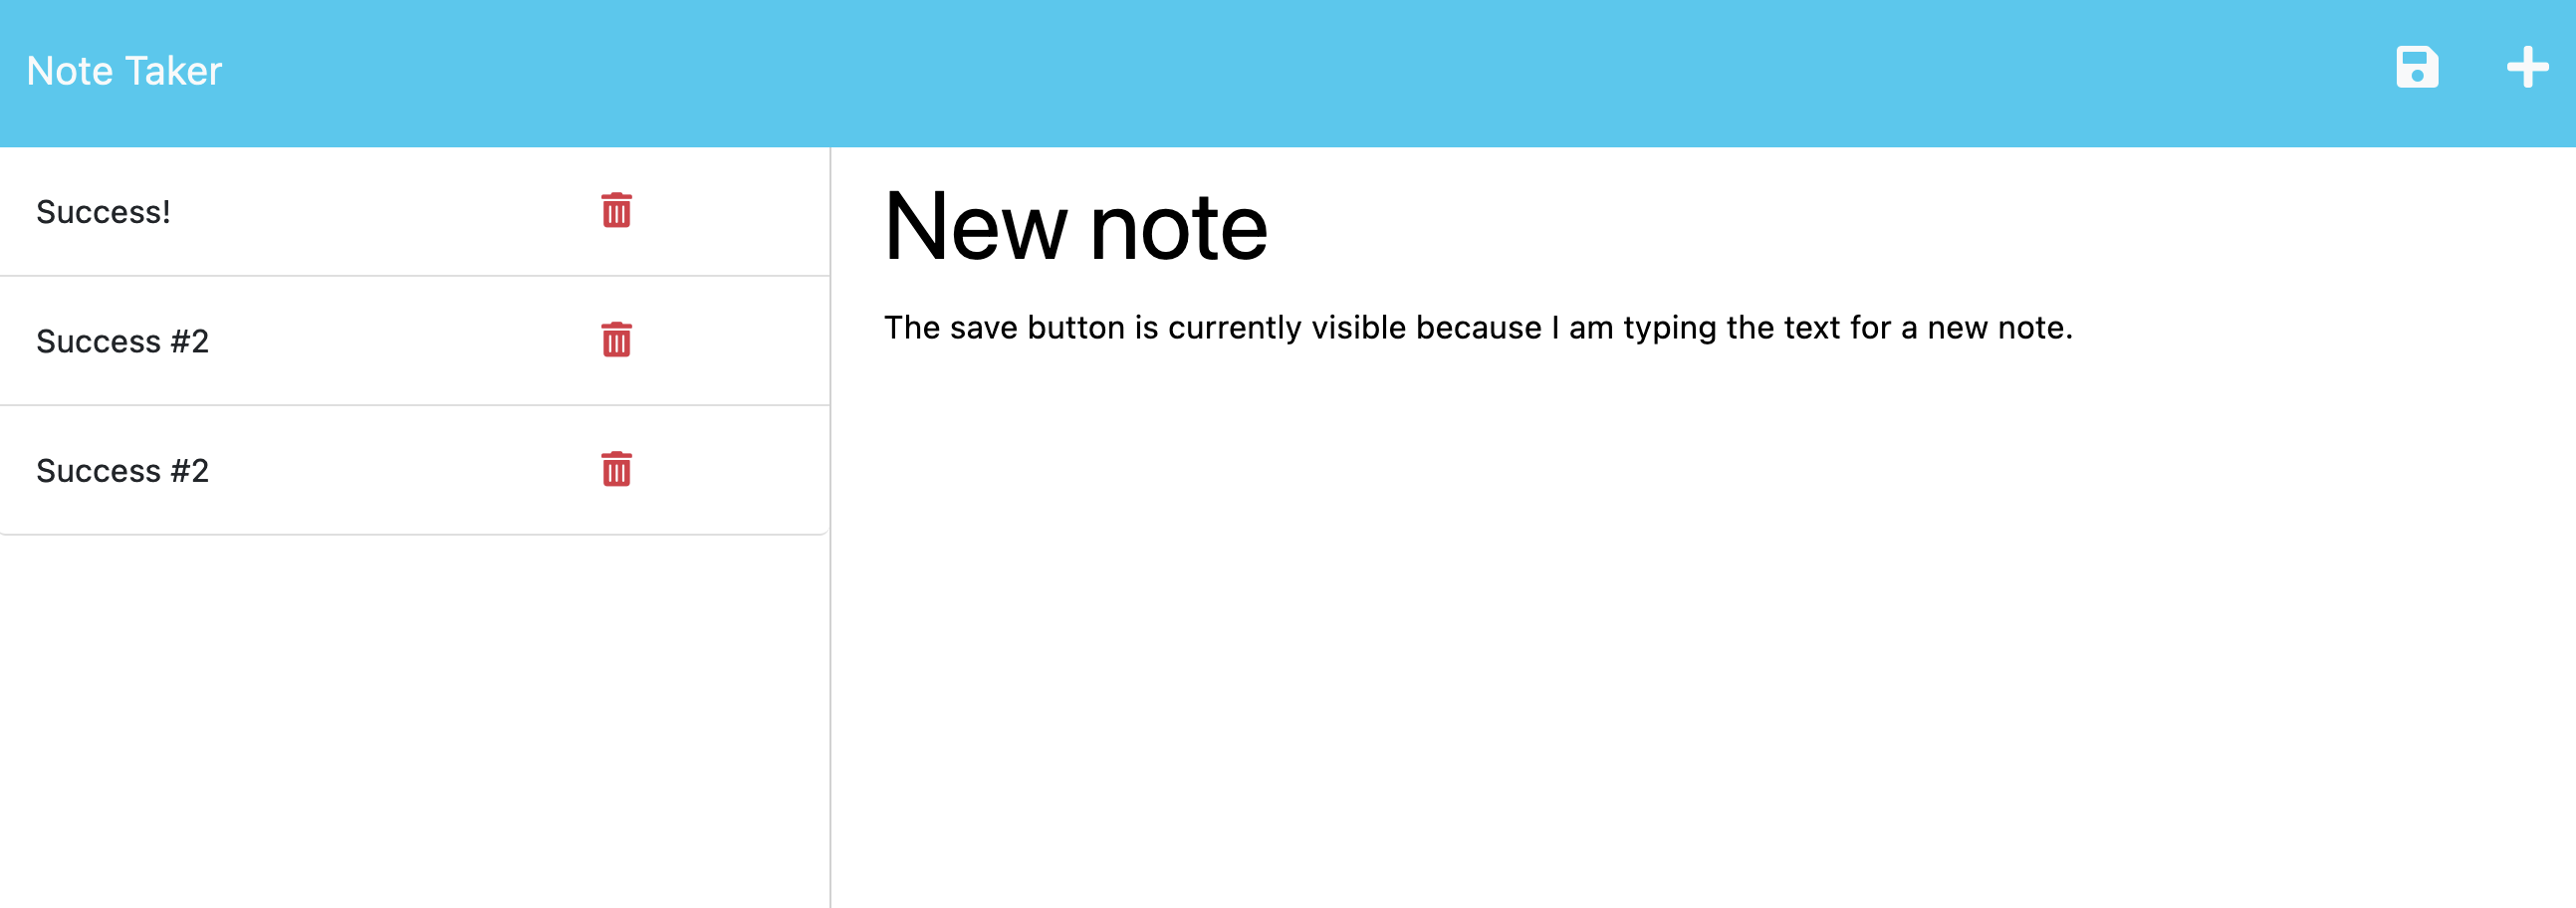 Note Taker
Success!
Success #2
Success #2
New note
The save button is currently visible because I am typing the text for a new note.